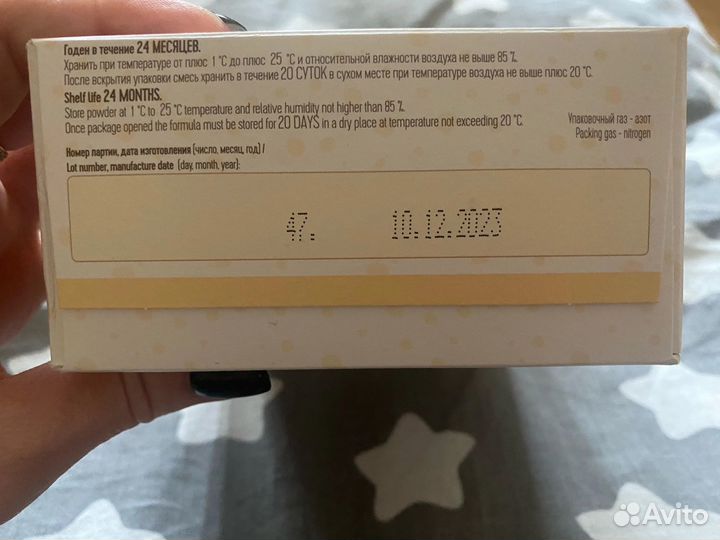 Годен в течение 24 МЕСЯЦЕВ.
Хранить при температуре от плюс 1 °С до плюс 25 °С и относительной влажности воздуха не выше 85 %.
После вскрытия упаковки смесь хранить в течение 20 СУТОК в сухом месте при температуре воздуха не выше плюс 20 °С.
Shelf life 24 MONTHS.
Store powder at 1 °C to 25 °C temperature and relative humidity not higher than 85 %.
Once package opened the formula must be stored for 20 DAYS in a dry place at temperature not exceeding 20 °C.
Упаковочный газ - азот
Packing gas - nitrogen
Номер партии, дата изготовления (число, месяц, год) /
Lot number, manufacture date (day, month, year):
47. 10.12.2023
Avito